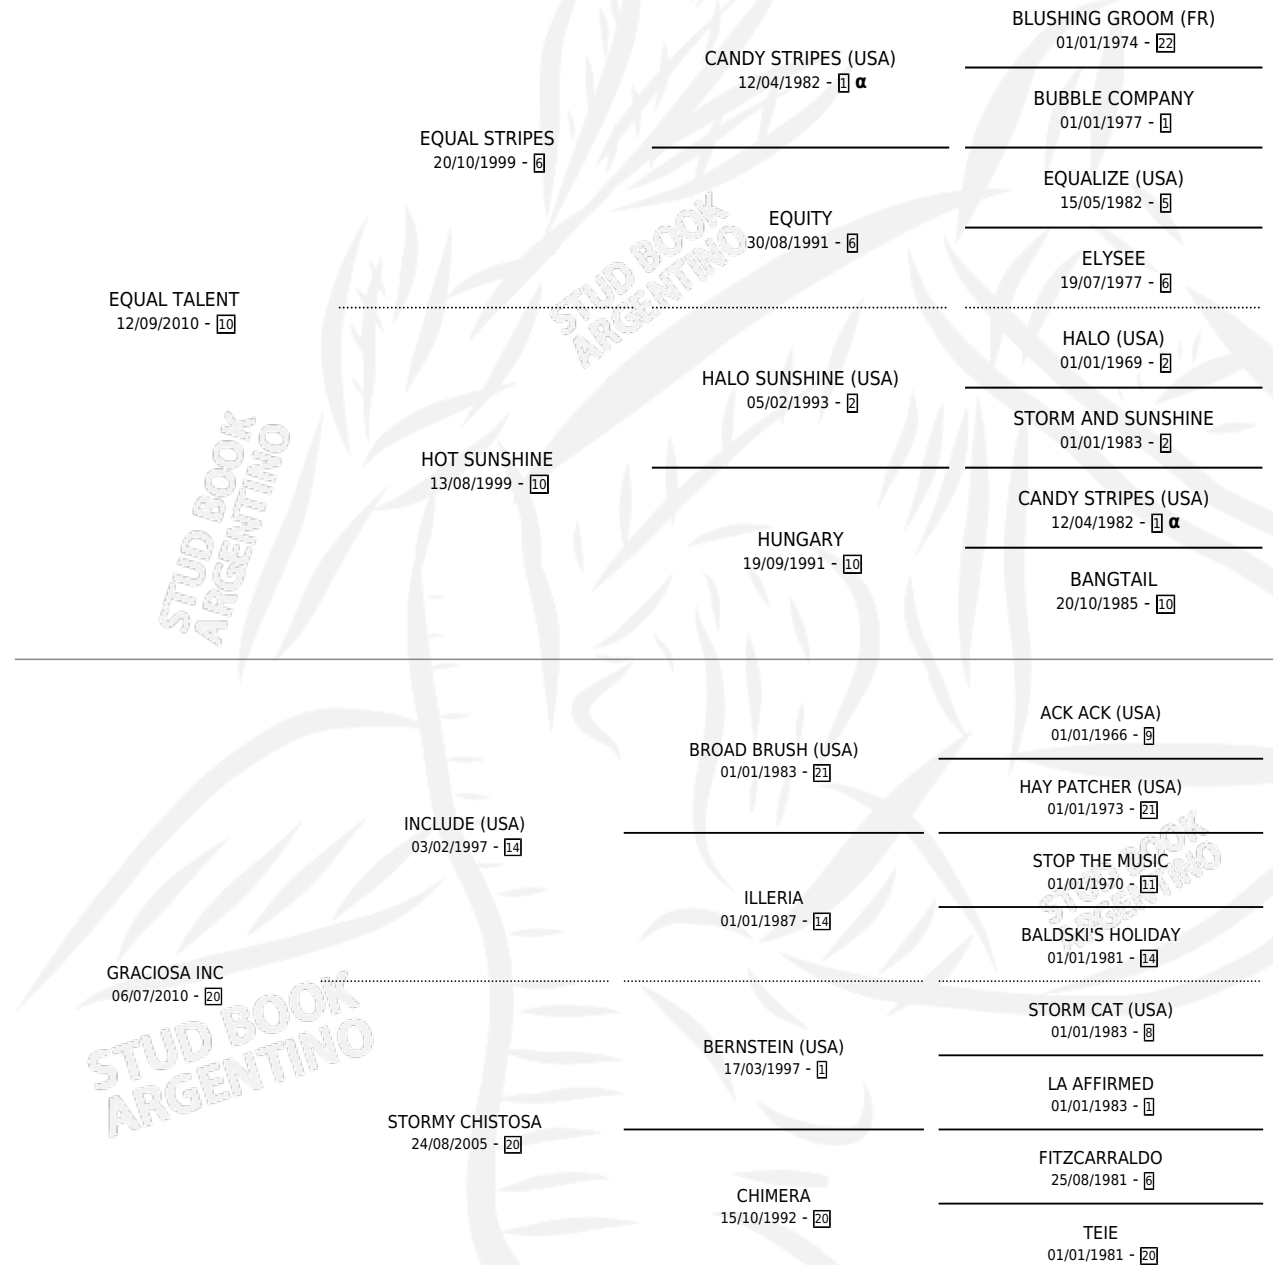 BLUSHING GROOM (FR)
01/01/1974 - 22
CANDY STRIPES (USA)
12/04/1982 - 1 α
BUBBLE COMPANY
01/01/1977 - 1
EQUAL STRIPES
20/10/1999 - 6
EQUALIZE (USA)
15/05/1982 - 5
EQUITY
30/08/1991 - 6
ELYSEE
19/07/1977 - 6
EQUAL TALENT
12/09/2010 - 10
HALO (USA)
01/01/1969 - 2
HALO SUNSHINE (USA)
05/02/1993 - 2
STORM AND SUNSHINE
01/01/1983 - 2
HOT SUNSHINE
13/08/1999 - 10
CANDY STRIPES (USA)
12/04/1982 - 1 α
HUNGARY
19/09/1991 - 10
BANGTAIL
20/10/1985 - 10
ACK ACK (USA)
01/01/1966 - 9
BROAD BRUSH (USA)
01/01/1983 - 21
HAY PATCHER (USA)
01/01/1973 - 21
INCLUDE (USA)
03/02/1997 - 14
STOP THE MUSIC
01/01/1970 - 11
ILLERIA
01/01/1987 - 14
BALDSKI'S HOLIDAY
01/01/1981 - 14
GRACIOSA INC
06/07/2010 - 20
STORM CAT (USA)
01/01/1983 - 8
BERNSTEIN (USA)
17/03/1997 - 1
LA AFFIRMED
01/01/1983 - 1
STORMY CHISTOSA
24/08/2005 - 20
FITZCARRALDO
25/08/1981 - 6
CHIMERA
15/10/1992 - 20
TEIE
01/01/1981 - 20
STUD BOOK
ARGENTINO
STUD BOOK
ARGENTINO
STUD BOOK
ARGENTINO
STUD BOOK
ARGENTINO